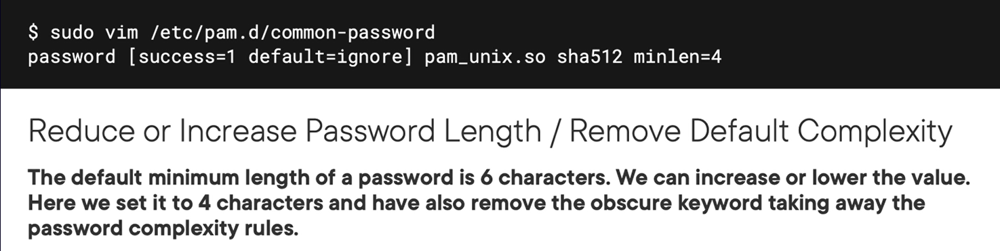 $ sudo vim /etc/pam.d/common-password
password [success=1 default=ignore] pam_unix.so sha512 minlen=4
Reduce or Increase Password Length / Remove Default Complexity
The default minimum length of a password is 6 characters. We can increase or lower the value.
Here we set it to 4 characters and have also remove the obscure keyword taking away the
password complexity rules.